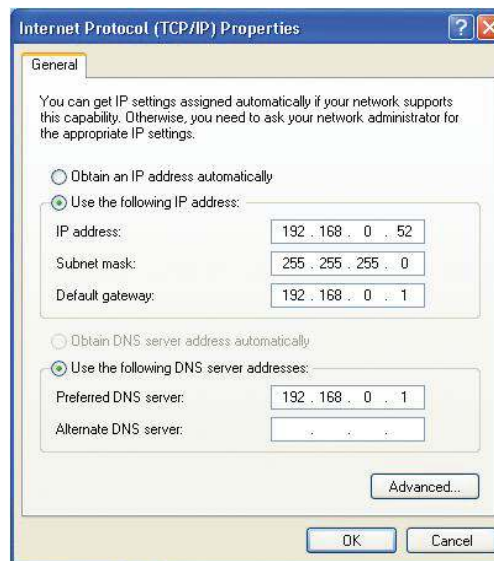 Internet Protocol (TCP/IP) Properties
General
You can get IP settings assigned automatically if your network supports
this capability. Otherwise, you need to ask your network administrator for
the appropriate IP settings.
Obtain an IP address automatically
Use the following IP address:
IP address: 192 . 168 . 0 . 52
Subnet mask: 255 . 255 . 255 . 0
Default gateway: 192 . 168 . 0 . 1
Obtain DNS server address automatically
Use the following DNS server addresses:
Preferred DNS server: 192 . 168 . 0 . 1
Alternate DNS server: . . .
Advanced...
OK Cancel